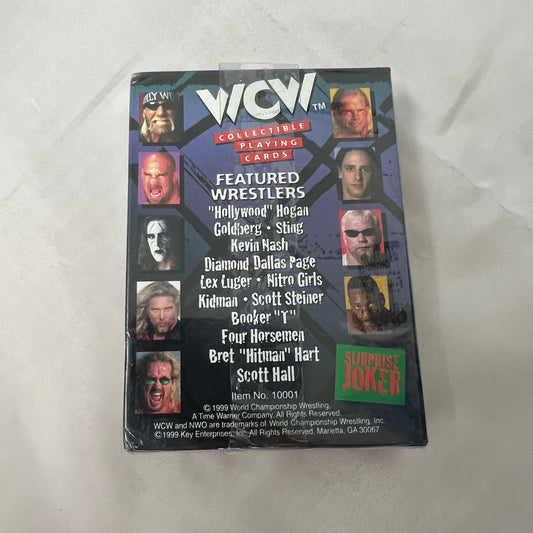 WCW™
COLLECTIBLE
PLAYING
CARDS
FEATURED
WRESTLERS
"Hollywood" Hogan
Goldberg • Sting
Kevin Nash
Diamond Dallas Page
Lex Luger • Nitro Girls
Kidman • Scott Steiner
Booker "T"
Four Horsemen
Bret "Hitman" Hart
Scott Hall
SURPRISE
JOKER
Item No. 10001
© 1999 World Championship Wrestling,
A Time Warner Company. All Rights Reserved.
WCW and NWO are trademarks of World Championship Wrestling, Inc.
© 1999 Key Enterprises, Inc. All Rights Reserved. Marietta, GA 30067